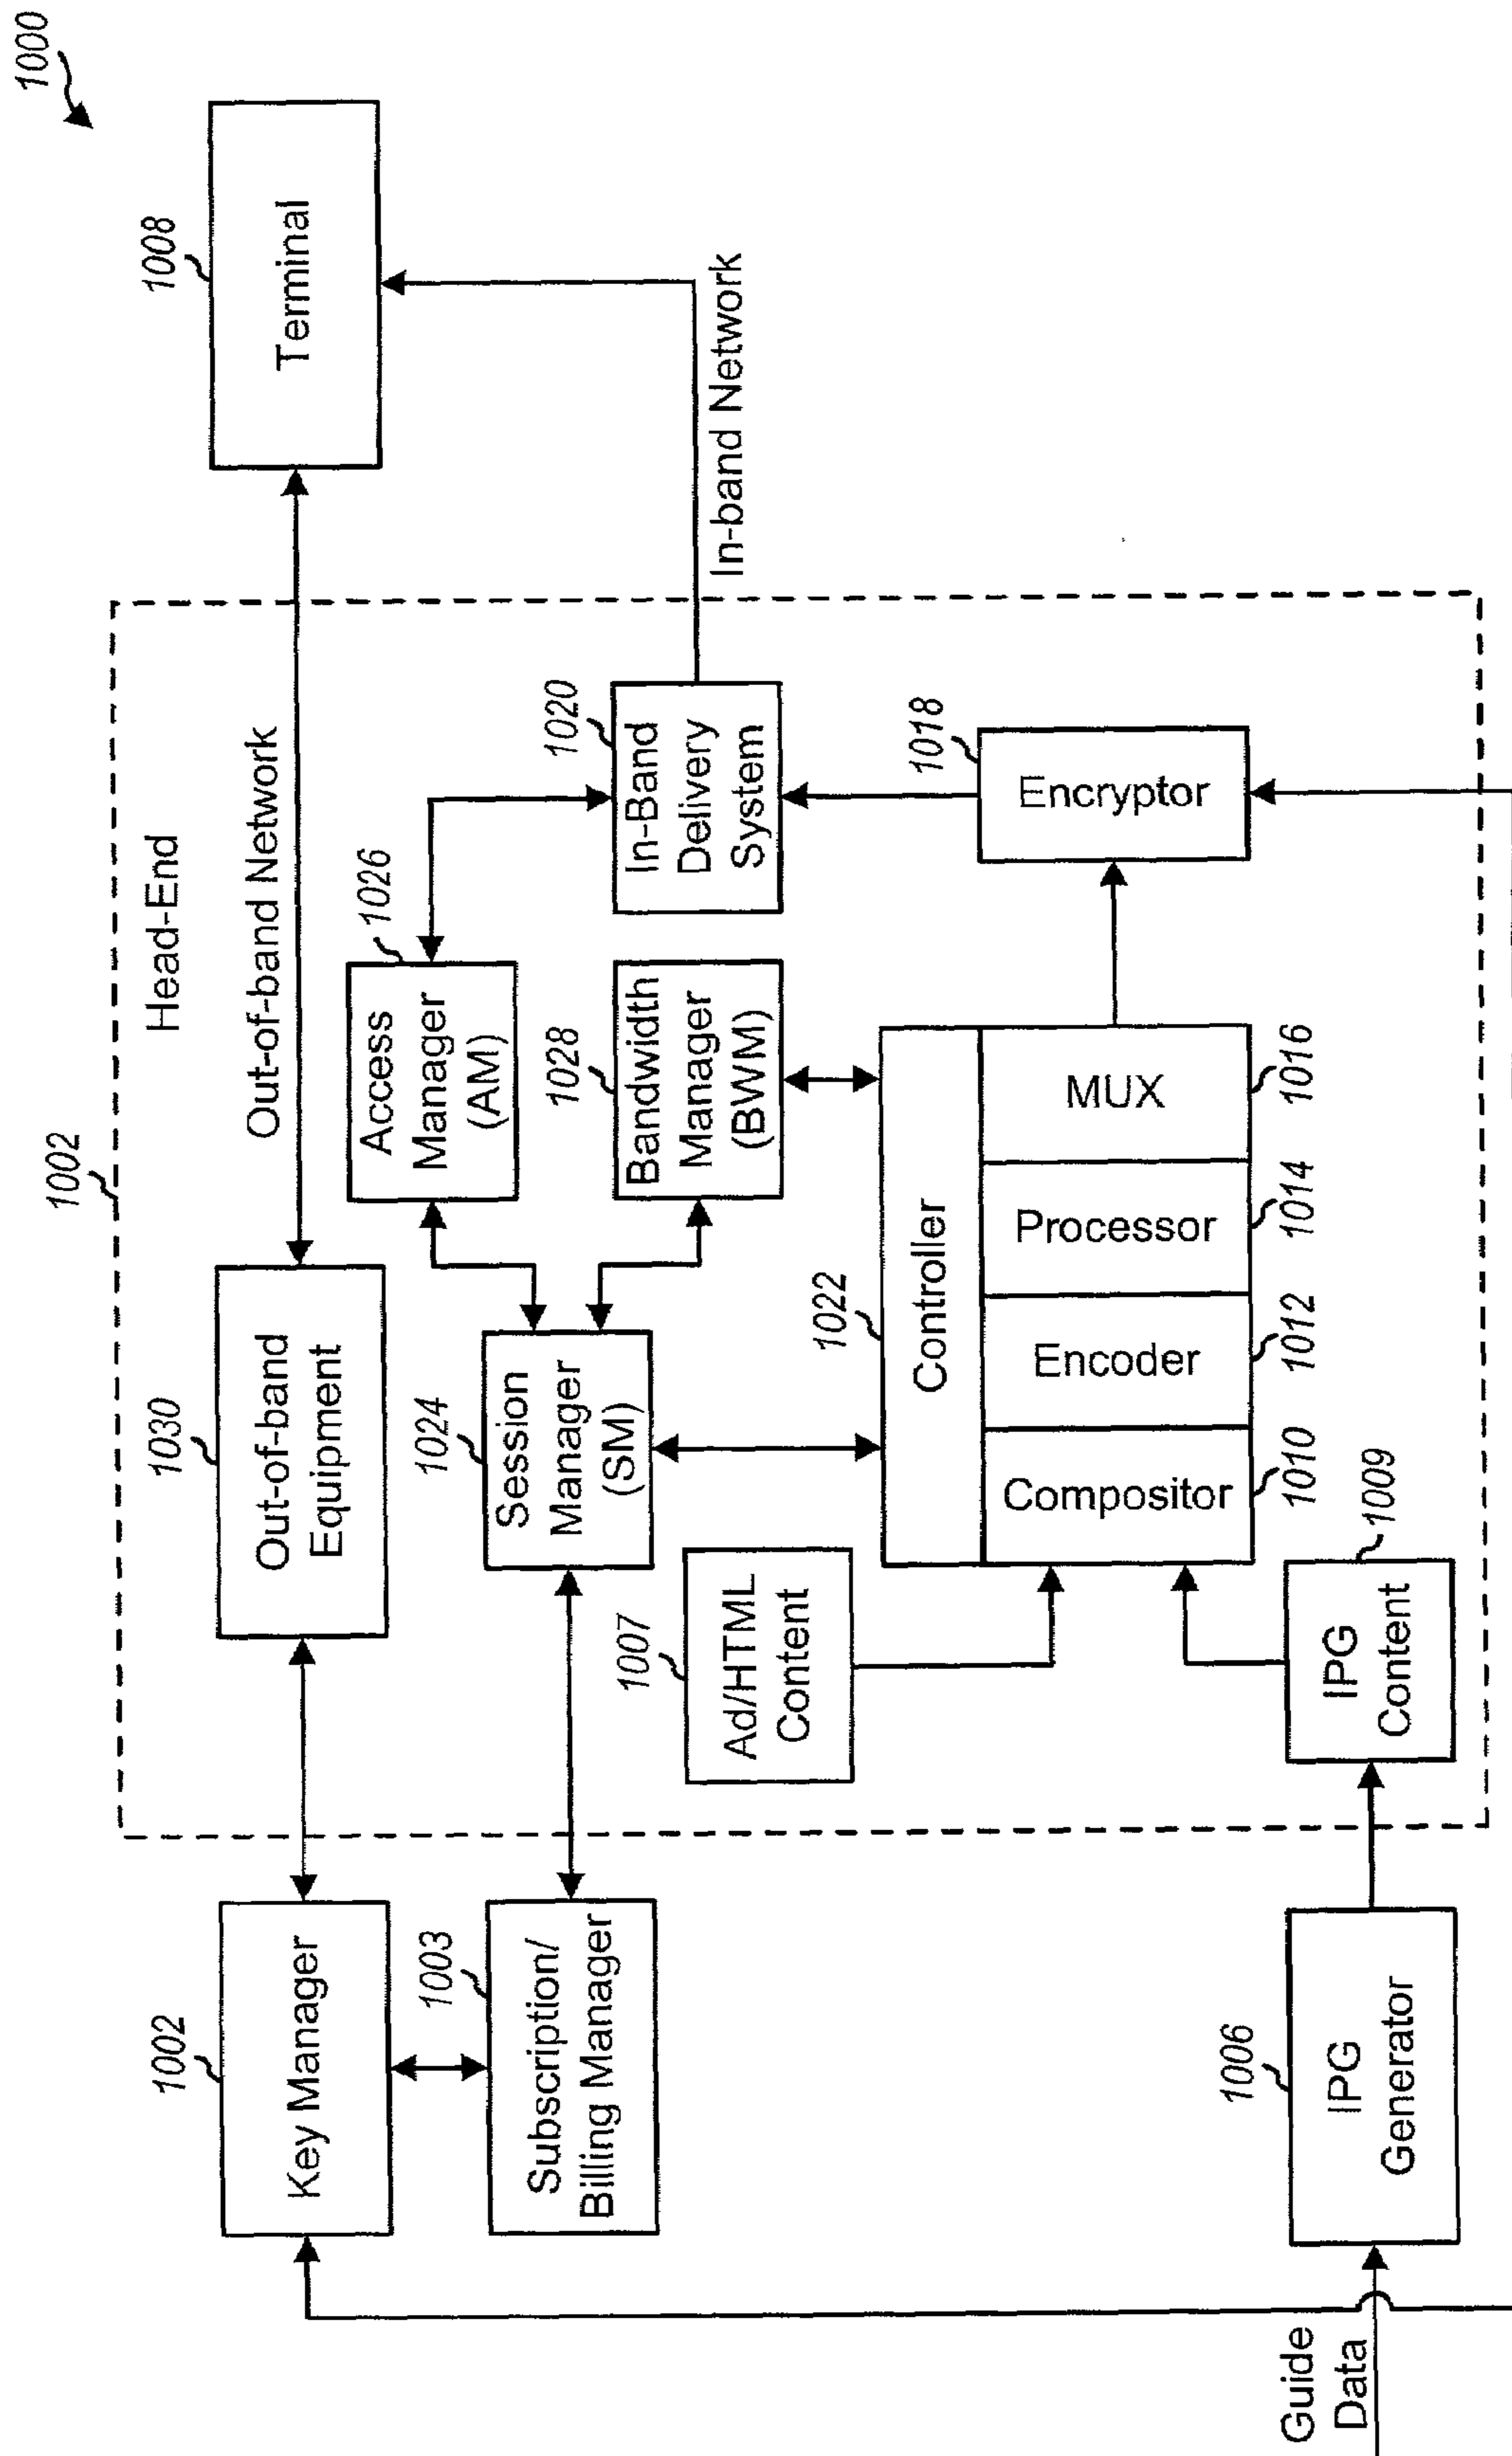 1000
1002
Head-End
1002
Key Manager
1030
Out-of-band
Equipment
Out-of-band Network
1008
Terminal
1003
Subscription/
Billing Manager
1024
Session
Manager
(SM)
1026
Access
Manager
(AM)
1028
Bandwidth
Manager
(BWM)
1020
In-Band
Delivery
System
In-band Network
1007
Ad/HTML
Content
1022
Controller
Compositor
Encoder
Processor
MUX
1010
1012
1014
1016
1018
Encryptor
1006
IPG
Generator
1009
IPG
Content
Guide
Data